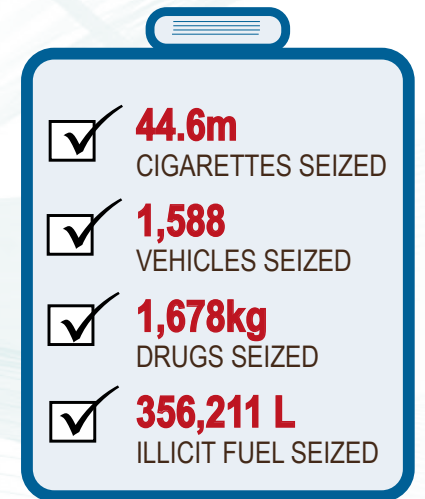 44.6m
CIGARETTES SEIZED
1,588
VEHICLES SEIZED
1,678kg
DRUGS SEIZED
356,211 L
ILLICIT FUEL SEIZED